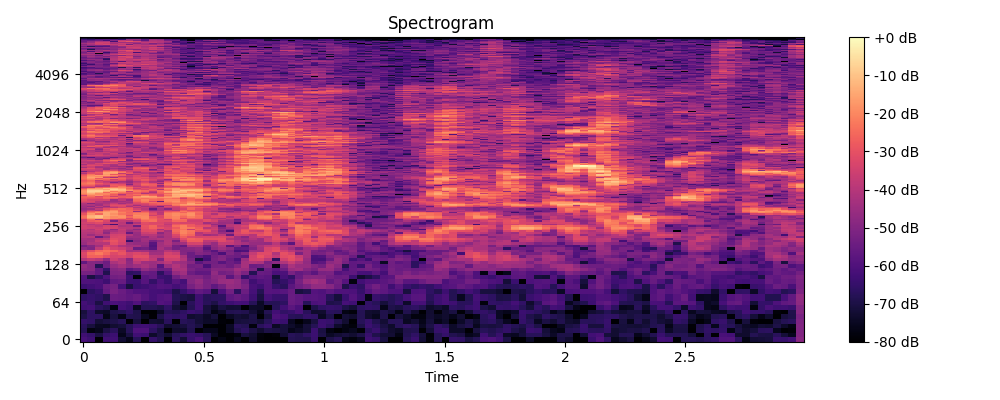 Spectrogram
+0 dB
4096
-10 dB
2048
-20 dB
1024
-30 dB
Hz
512
-40 dB
256
-50 dB
128
-60 dB
64
-70 dB
0
-80 dB
0 0.5 1 1.5 2 2.5
Time